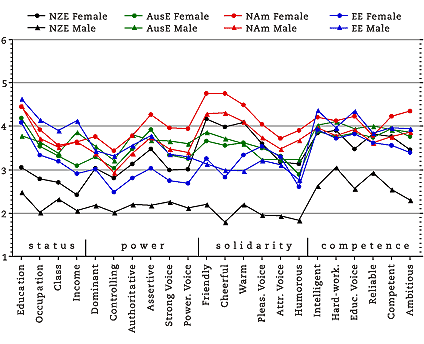 NZE Female AusE Female NAm Female EE Female
NZE Male AusE Male NAm Male EE Male
6
5
4
3
2
1
status power solidarity competence
Education
Occupation
Class
Income
Dominant
Controlling
Authoritative
Assertive
Strong Voice
Power. Voice
Friendly
Cheerful
Warm
Pleas. Voice
Attr. Voice
Humorous
Intelligent
Hard-work.
Educ. Voice
Reliable
Competent
Ambitious